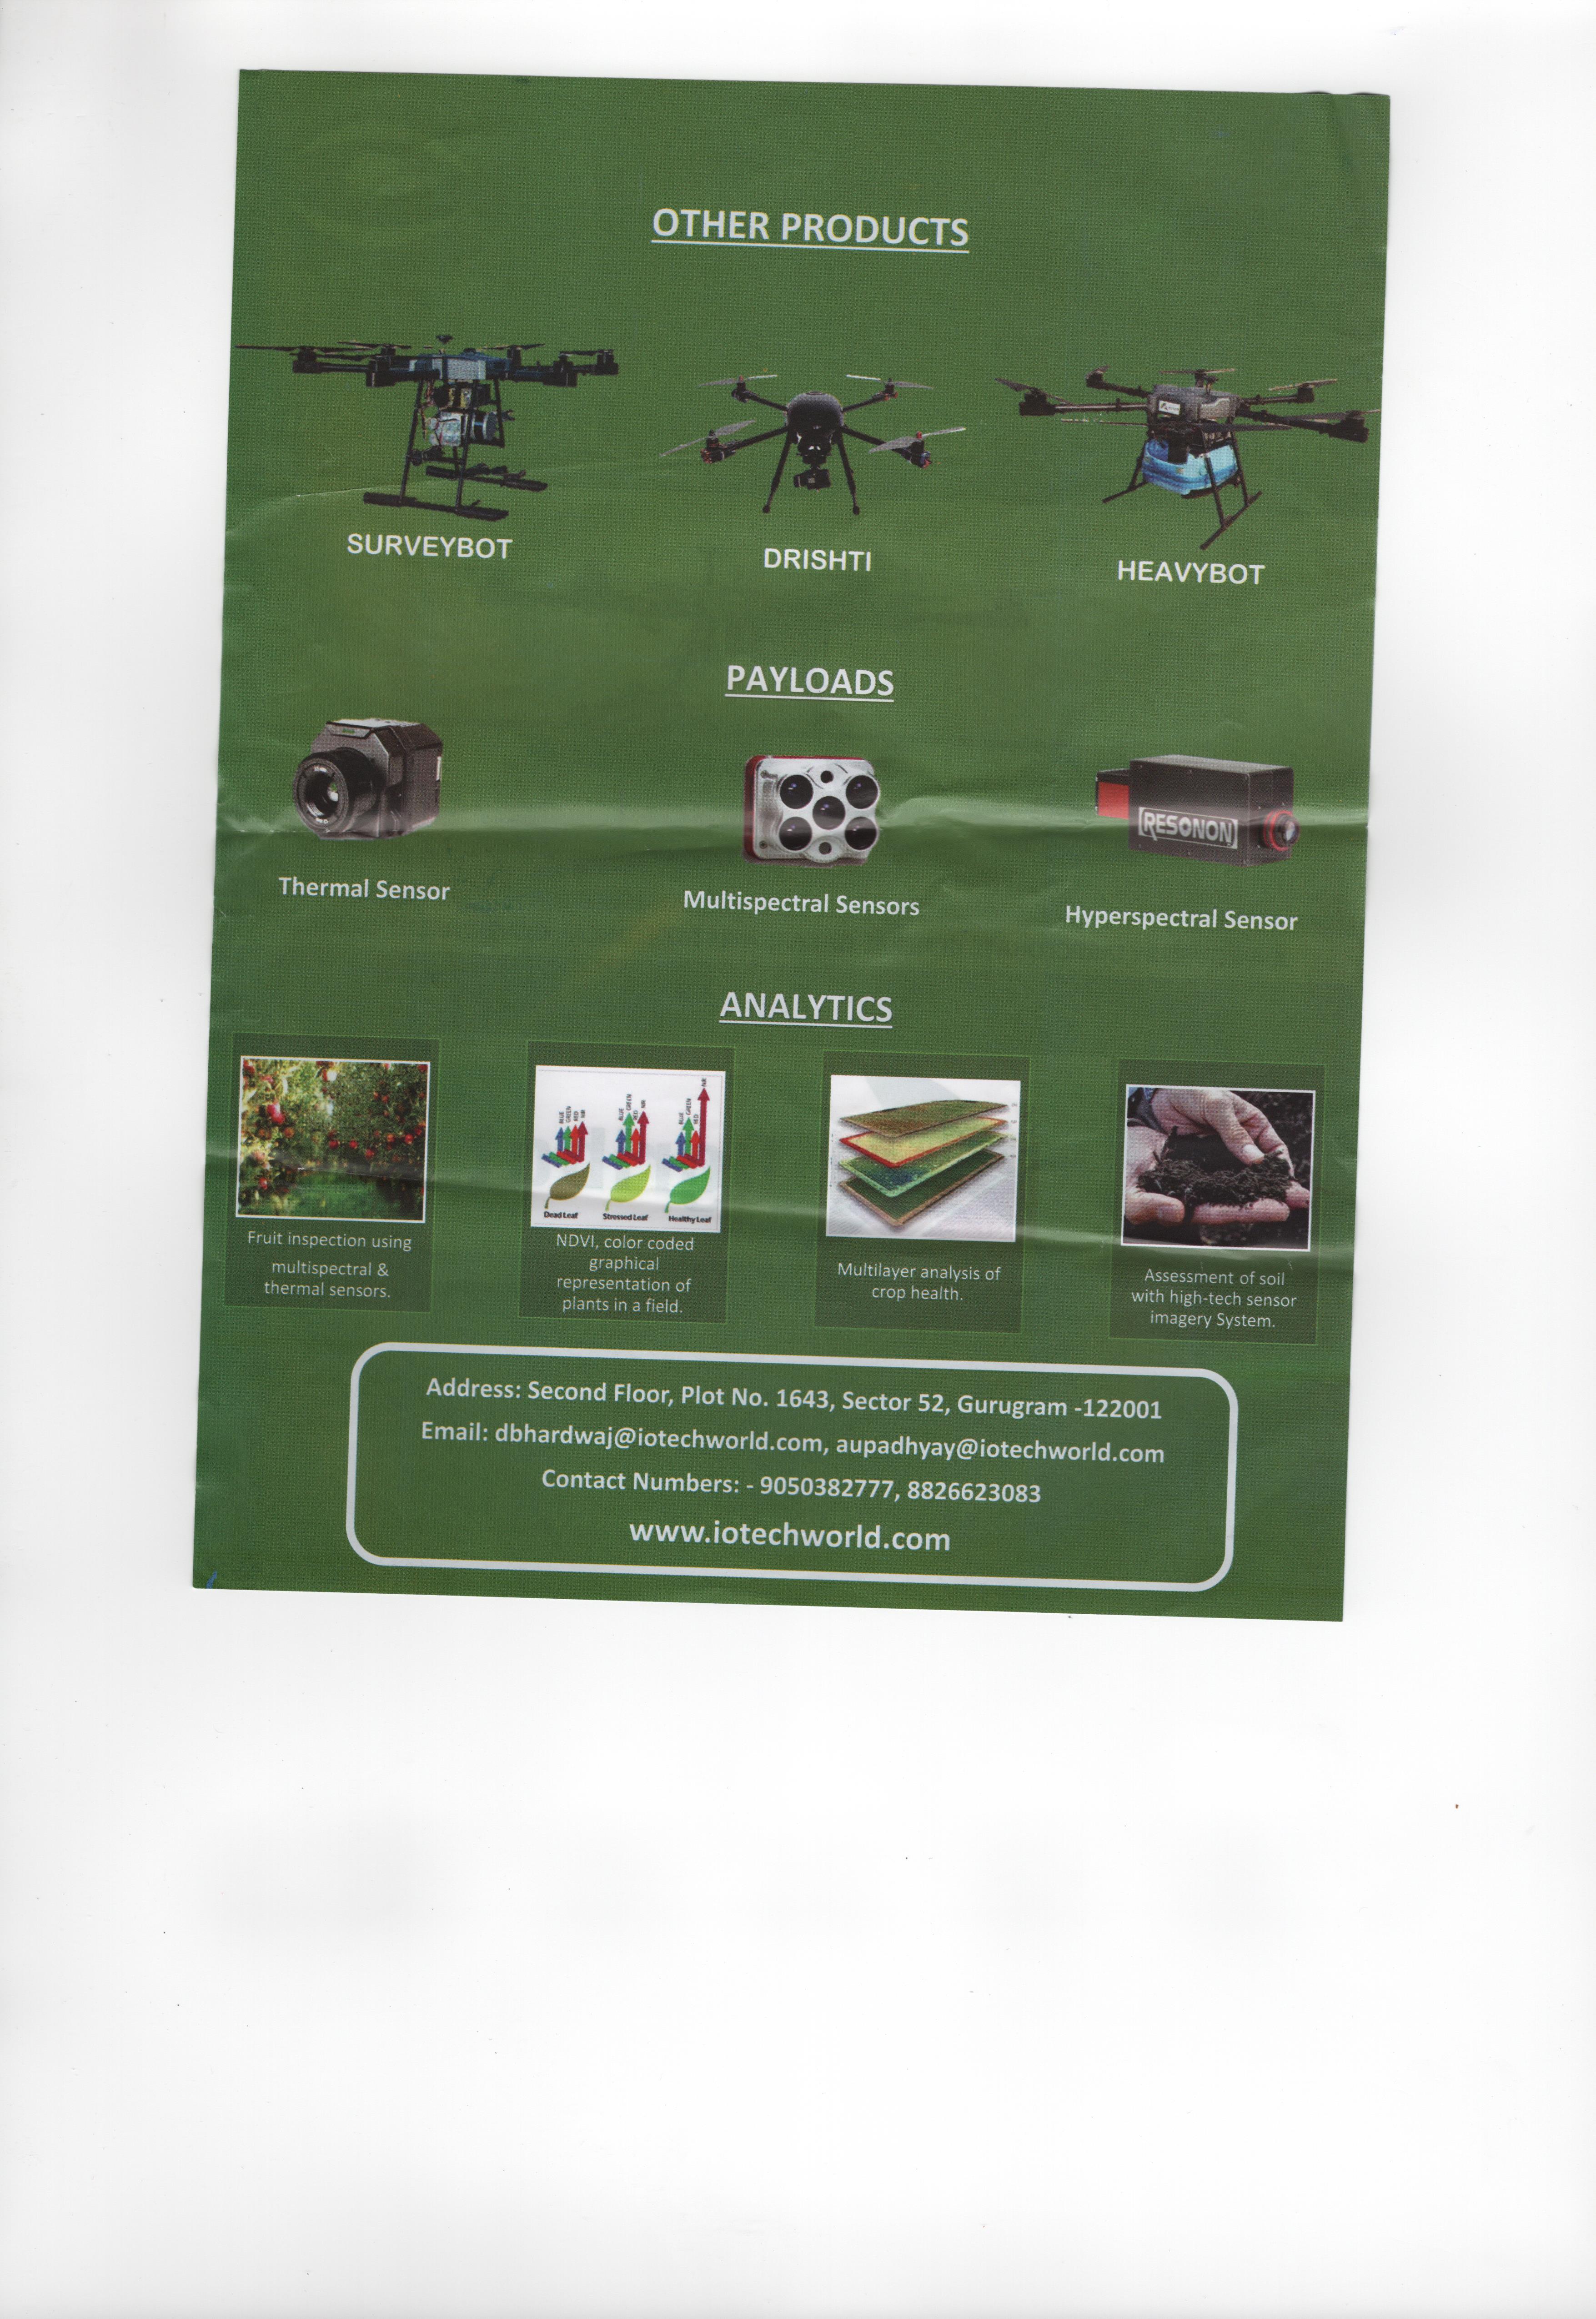 OTHER PRODUCTS
SURVEYBOT
DRISHTI
HEAVYBOT
PAYLOADS
RESONON
Thermal Sensor
Multispectral Sensors
Hyperspectral Sensor
ANALYTICS
BLUE
GREEN
RED
NIR
BLUE
GREEN
RED
NIR
BLUE
GREEN
RED
NIR
Dead Leaf
Stressed Leaf
Healthy Leaf
Fruit inspection using
multispectral &
thermal sensors.
NDVI, color coded
graphical
representation of
plants in a field.
Multilayer analysis of
crop health.
Assessment of soil
with high-tech sensor
imagery System.
Address: Second Floor, Plot No. 1643, Sector 52, Gurugram -122001
Email: dbhardwaj@iotechworld.com, aupadhyay@iotechworld.com
Contact Numbers: - 9050382777, 8826623083
www.iotechworld.com